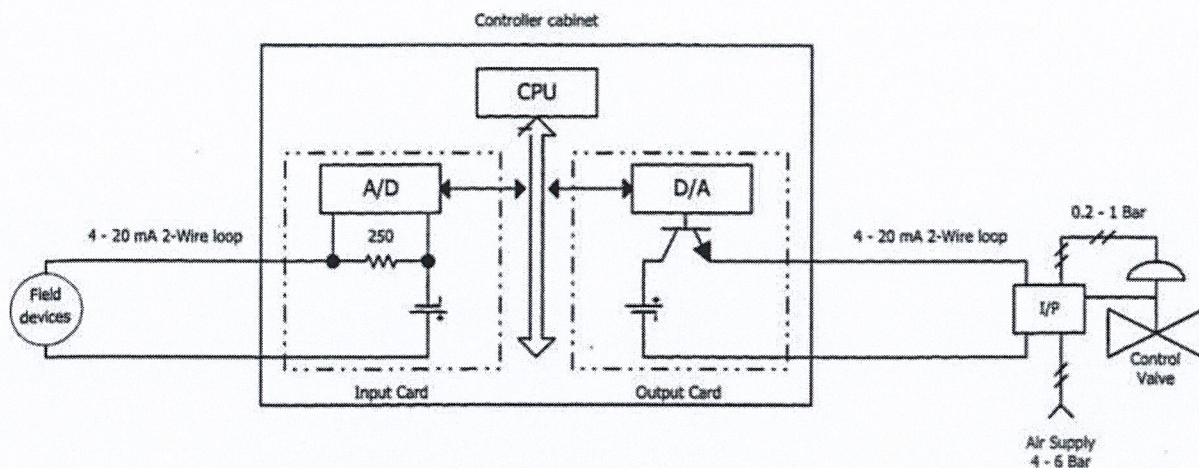 Controller cabinet
CPU
A/D
D/A
250
4 - 20 mA 2-Wire loop
4 - 20 mA 2-Wire loop
0.2 - 1 Bar
Field
devices
I/P
Control
Valve
Input Card
Output Card
Air Supply
4 - 6 Bar